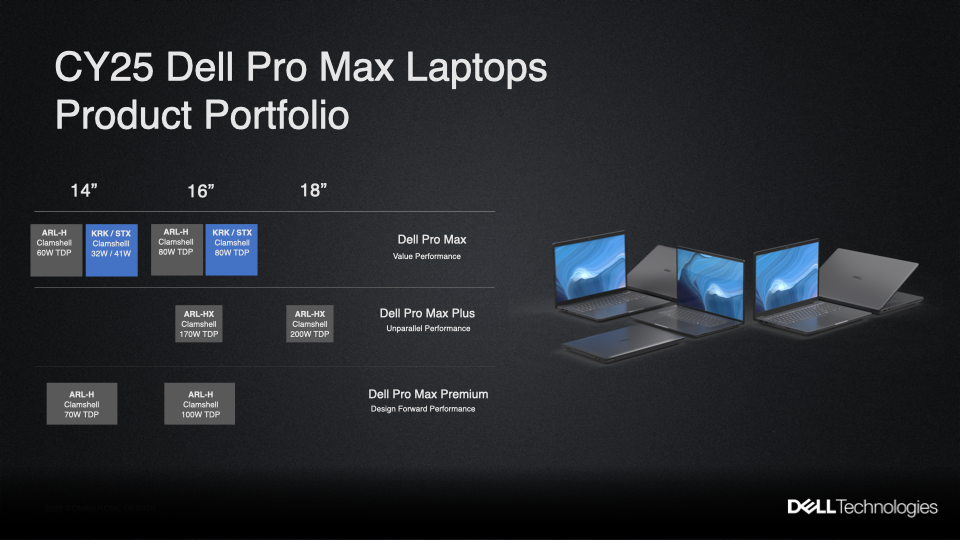 CY25 Dell Pro Max Laptops
Product Portfolio
14”
16”
18”
ARL-H
Clamshell
60W TDP
KRK / STX
Clamshelll
32W / 41W
ARL-H
Clamshell
80W TDP
KRK / STX
Clamshell
80W TDP
Dell Pro Max
Value Performance
ARL-HX
Clamshell
170W TDP
ARL-HX
Clamshell
200W TDP
Dell Pro Max Plus
Unparallel Performance
ARL-H
Clamshell
70W TDP
ARL-H
Clamshell
100W TDP
Dell Pro Max Premium
Design Forward Performance
DELLTechnologies